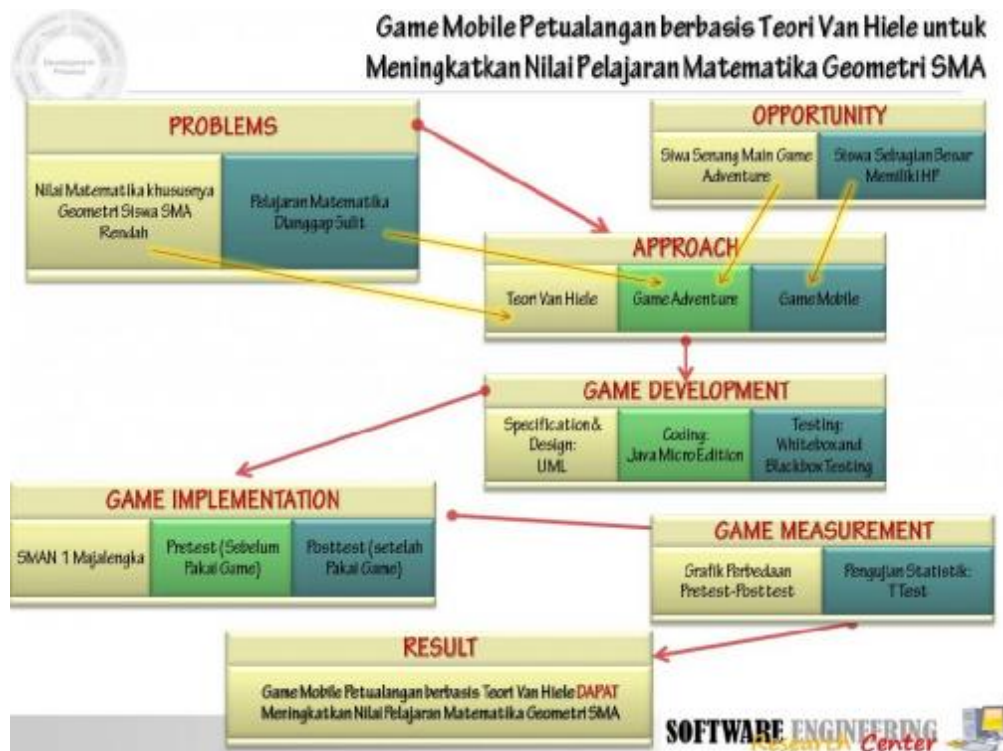 Game Mobile Petualangan berbasis Teori Van Hiele untuk
Meningkatkan Nilai Pelajaran Matematika Geometri SMA
PROBLEMS
Nilai Matematika khususnya
Geometri Siswa SMA
Rendah
Pelajaran Matematika
Dianggap Sulit
OPPORTUNITY
Siwa Senang Main Game
Adventure
Siswa Sebagian Besar
Memiliki HP
APPROACH
Teori Van Hiele
Game Adventure
Game Mobile
GAME DEVELOPMENT
Specification &
Design:
UML
Coding:
Java Micro Edition
Testing:
Whitebox and
Blackbox Testing
GAME IMPLEMENTATION
SMAN 1 Majalengka
Pretest (Sebelum
Pakai Game)
Posttest (setelah
Pakai Game)
GAME MEASUREMENT
Grafik Perbedaan
Pretest-Posttest
Pengujian Statistik:
T Test
RESULT
Game Mobile Petualangan berbasis Teori Van Hiele DAPAT
Meningkatkan Nilai Pelajaran Matematika Geometri SMA
SOFTWARE ENGINEERING
Research Center